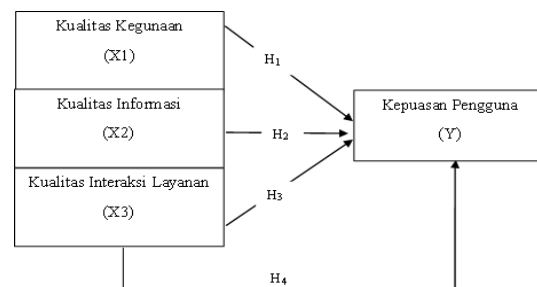 Kualitas Kegunaan
(X1)
H1
Kualitas Informasi
(X2)
H2
Kepuasan Pengguna
(Y)
Kualitas Interaksi Layanan
(X3)
H3
H4